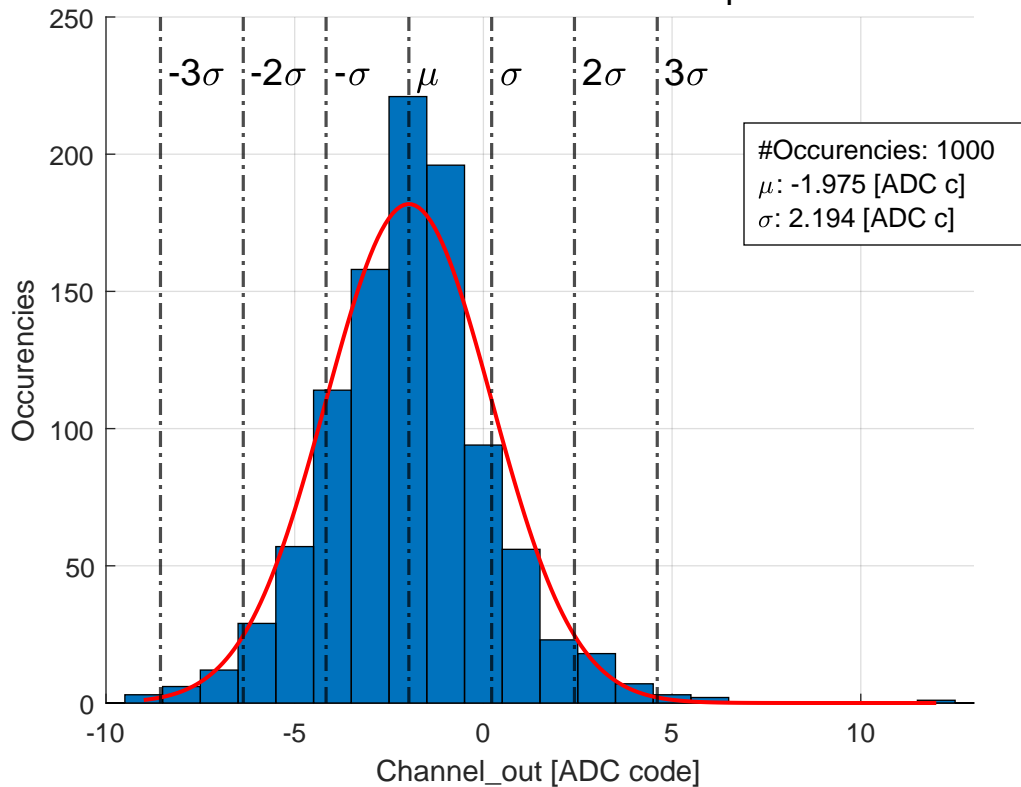 250
200
150
100
50
0
Occurencies
-3σ -2σ -σ μ σ 2σ 3σ
#Occurencies: 1000
μ: -1.975 [ADC c]
σ: 2.194 [ADC c]
-10 -5 0 5 10
Channel_out [ADC code]